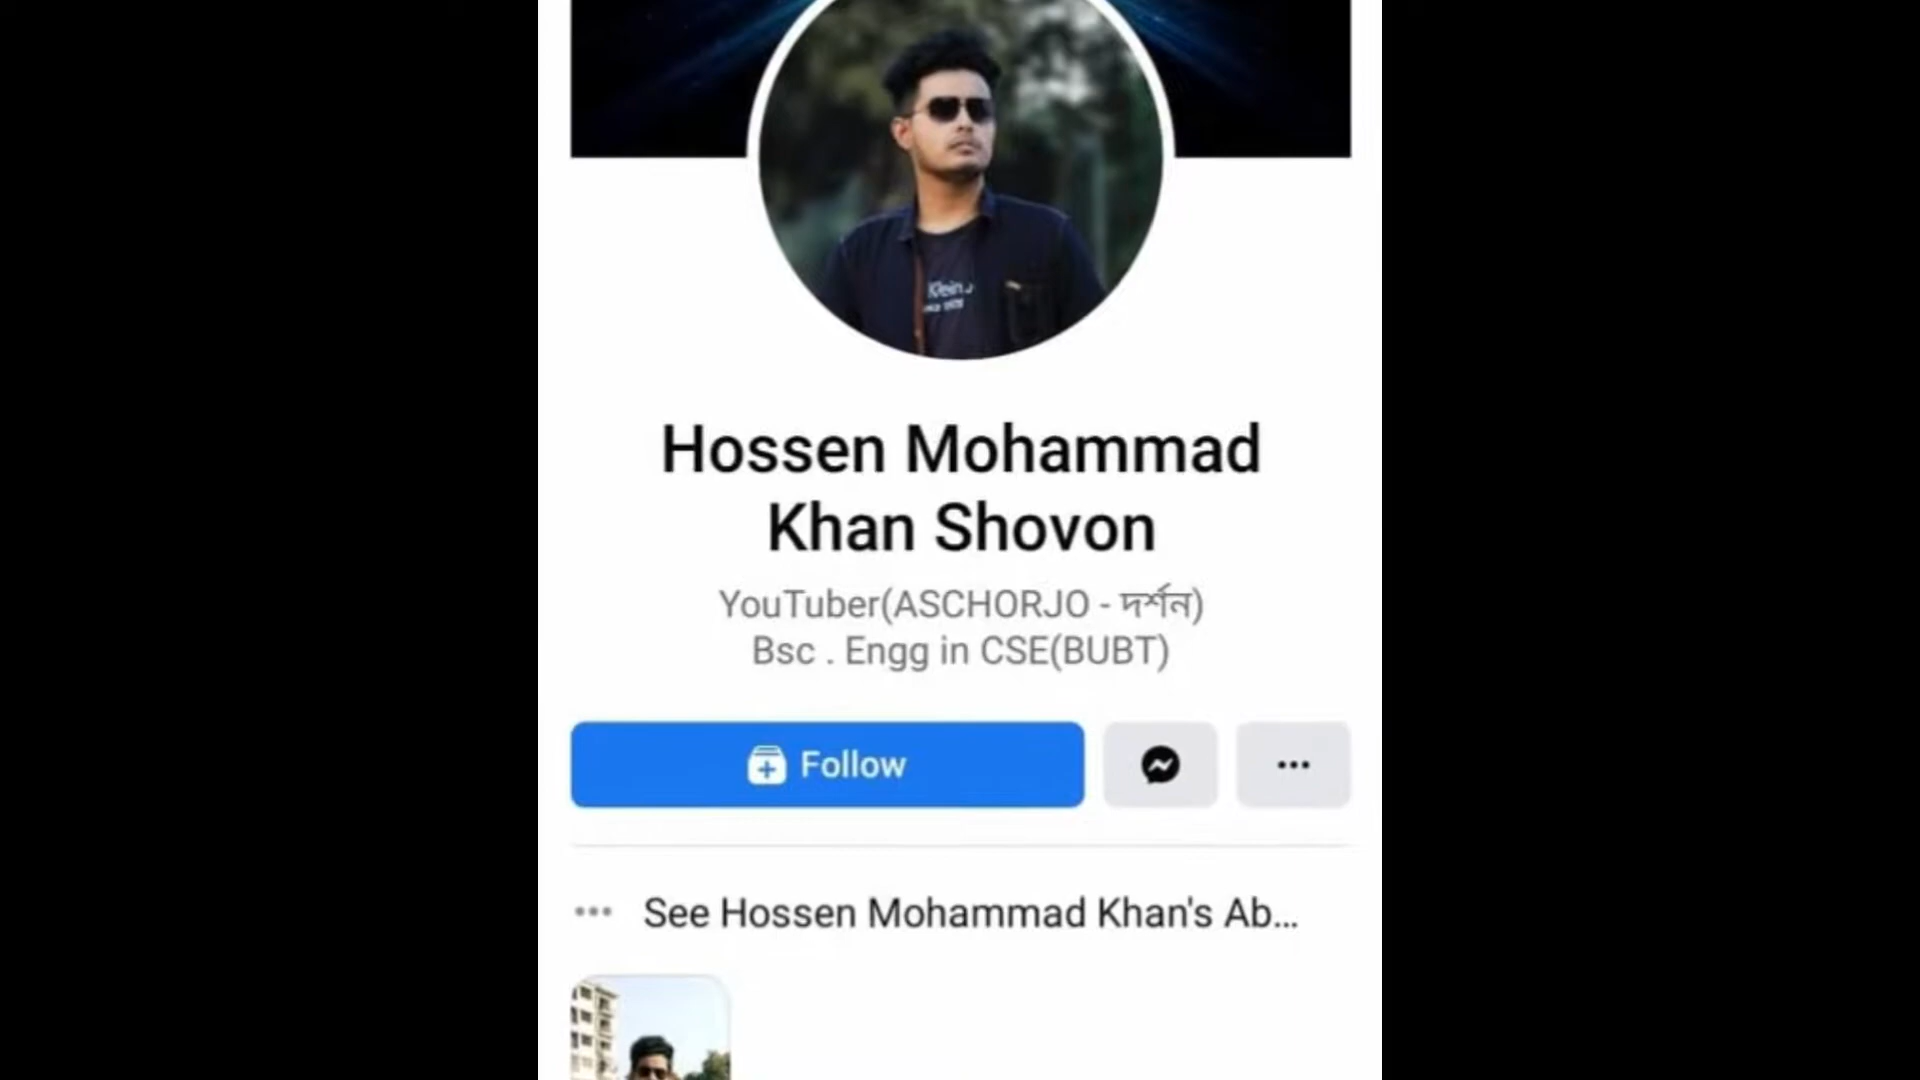 Klein
Hossen Mohammad
Khan Shovon
YouTuber(ASCHORJO - দর্শন)
Bsc . Engg in CSE(BUBT)
Follow
See Hossen Mohammad Khan's Ab...